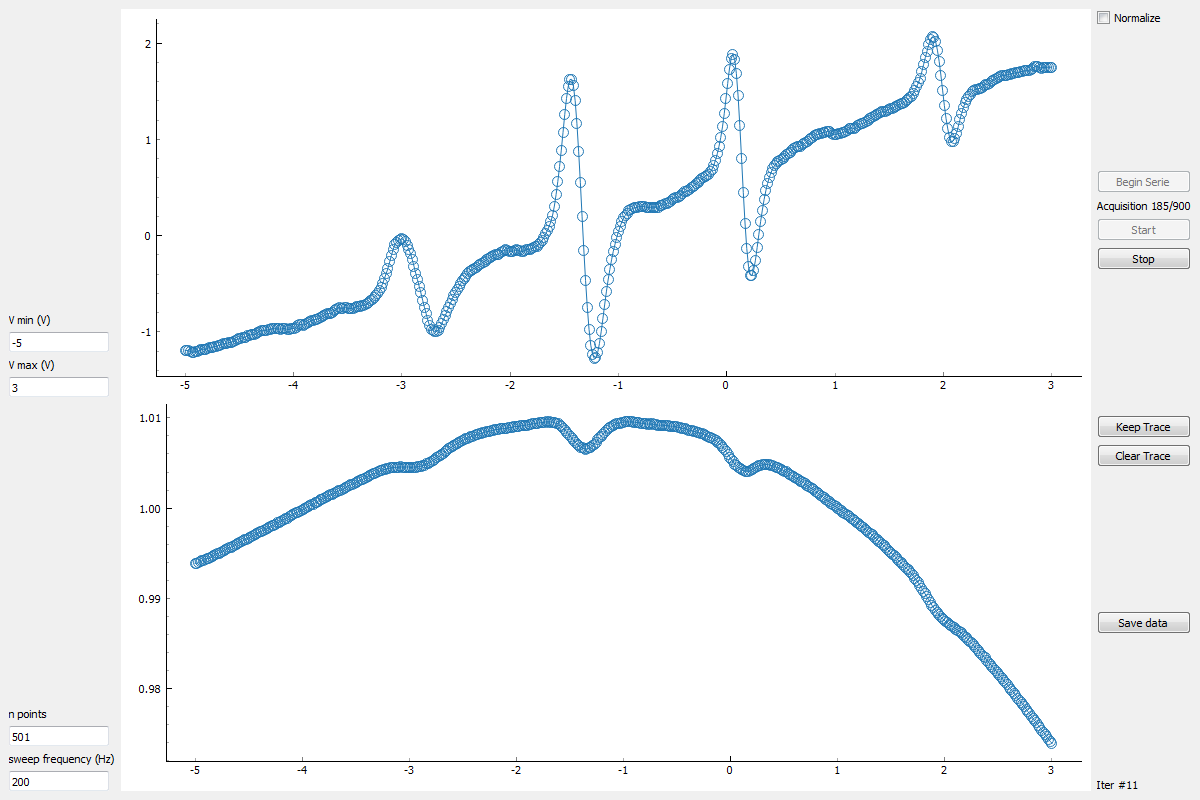 Normalize
2
1
0
-1
-5 -4 -3 -2 -1 0 1 2 3
Begin Serie
Acquisition 185/900
Start
Stop
V min (V)
-5
V max (V)
3
1.01
1.00
0.99
0.98
-5 -4 -3 -2 -1 0 1 2 3
Keep Trace
Clear Trace
Save data
n points
501
sweep frequency (Hz)
200
Iter #11